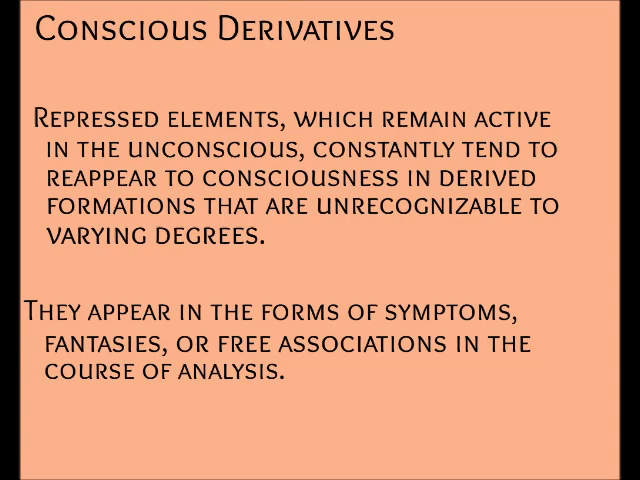 Conscious Derivatives
Repressed elements, which remain active
in the unconscious, constantly tend to
reappear to consciousness in derived
formations that are unrecognizable to
varying degrees.
They appear in the forms of symptoms,
fantasies, or free associations in the
course of analysis.